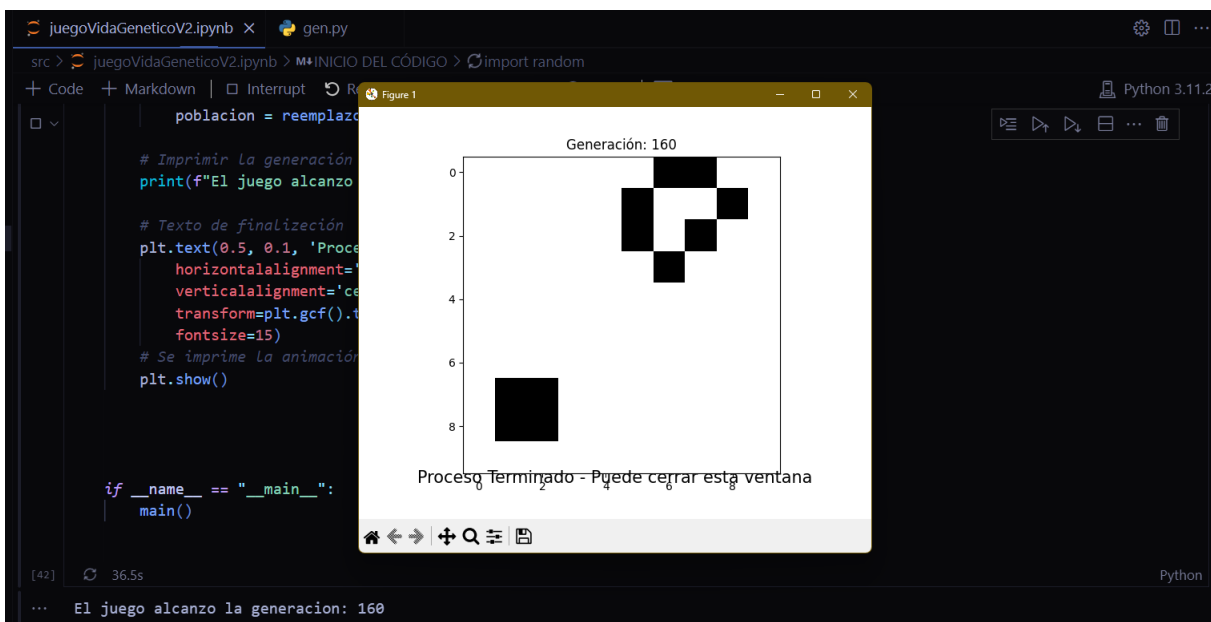 juegoVidaGeneticoV2.ipynb gen.py
src > juegoVidaGeneticoV2.ipynb > M↓INICIO DEL CÓDIGO > import random
+ Code + Markdown | Interrupt Python 3.11.2
Figure 1
poblacion = reemplazo
# Imprimir la generación
print(f"El juego alcanzo
# Texto de finalizeción
plt.text(0.5, 0.1, 'Proce
horizontalalignment='
verticalalignment='ce
transform=plt.gcf().t
fontsize=15)
# Se imprime la animación
plt.show()
if __name__ == "__main__":
main()
Generación: 160
0
2
4
6
8
0 2 4 6 8
Proceso Terminado - Puede cerrar esta ventana
[42] 36.5s Python
... El juego alcanzo la generacion: 160